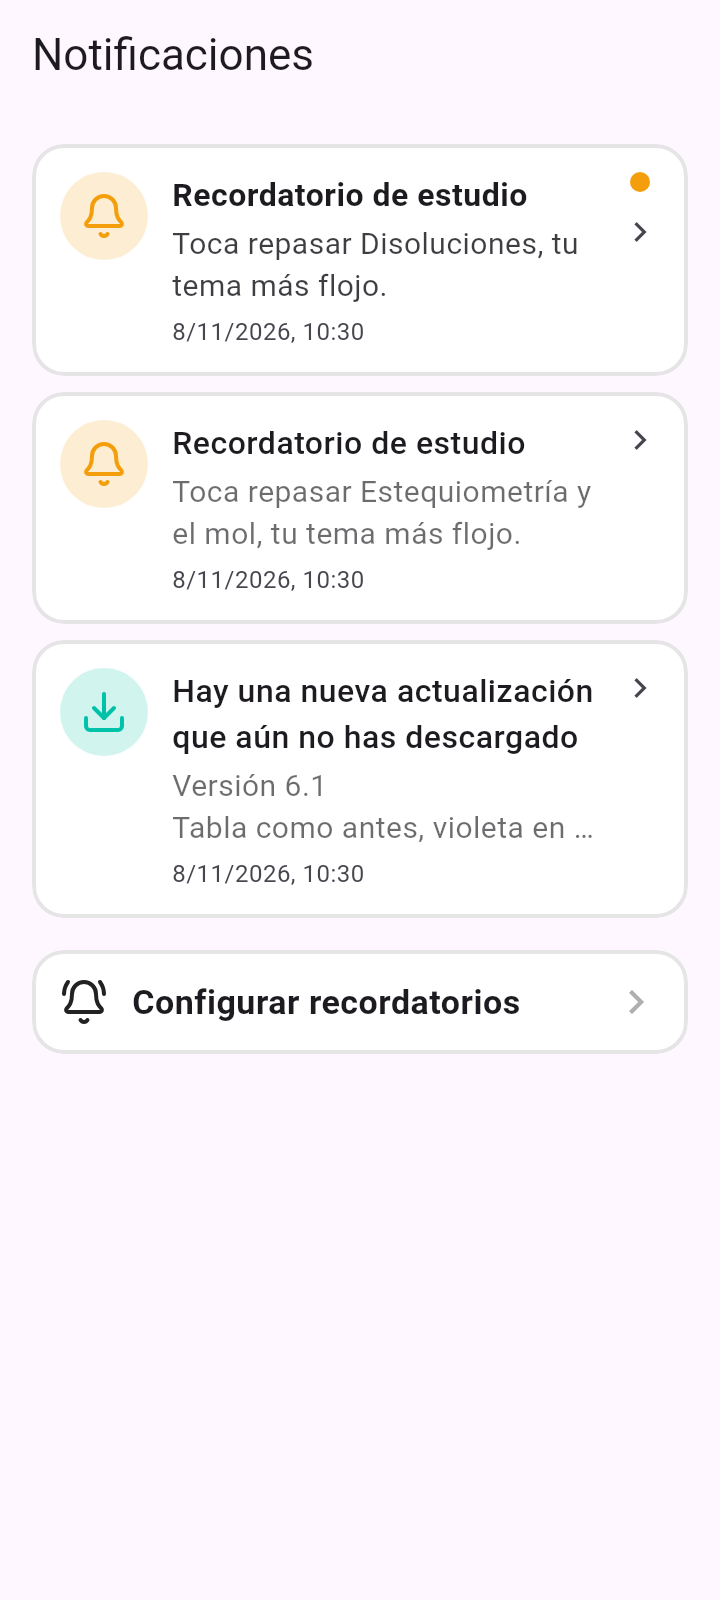 Notificaciones
Recordatorio de estudio
Toca repasar Disoluciones, tu
tema más flojo.
8/11/2026, 10:30
Recordatorio de estudio
Toca repasar Estequiometría y
el mol, tu tema más flojo.
8/11/2026, 10:30
Hay una nueva actualización
que aún no has descargado
Versión 6.1
Tabla como antes, violeta en …
8/11/2026, 10:30
Configurar recordatorios